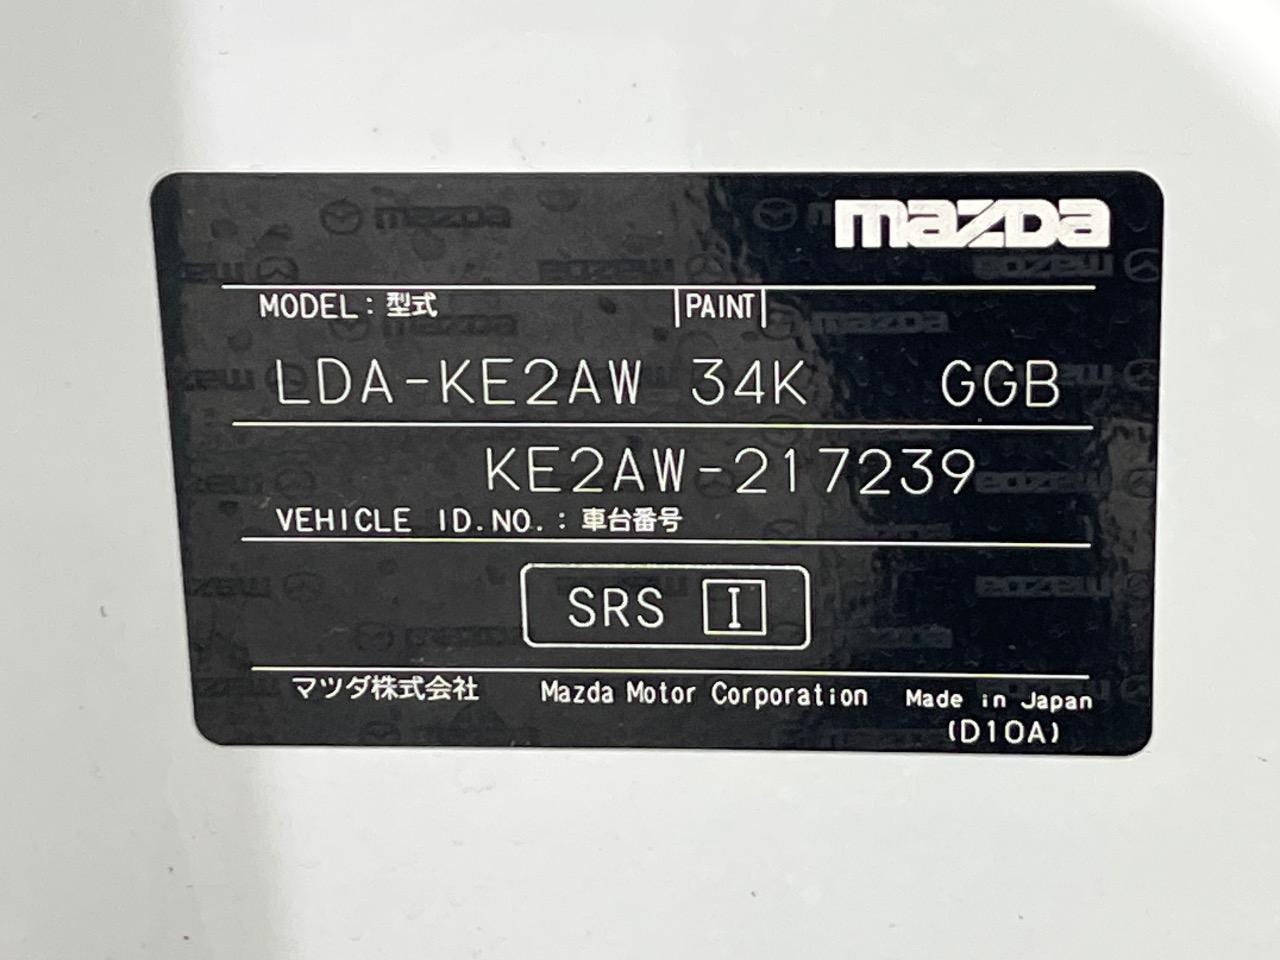 mazda
MODEL: 型式 PAINT
LDA-KE2AW 34K GGB
KE2AW-217239
VEHICLE ID.NO.: 車台番号
SRS I
マツダ株式会社 Mazda Motor Corporation Made in Japan
(D10A)